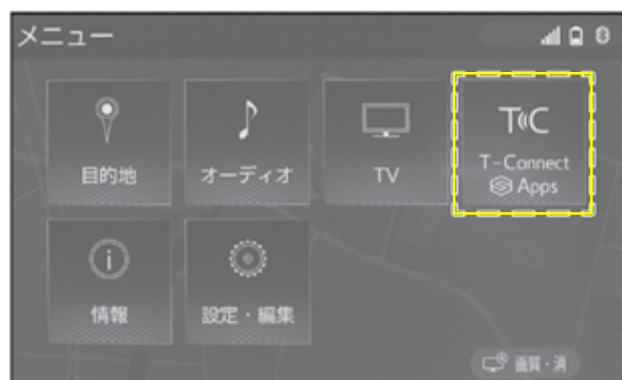 メニュー
目的地
オーディオ
TV
T«C
T-Connect
Apps
情報
設定・編集
画質・消